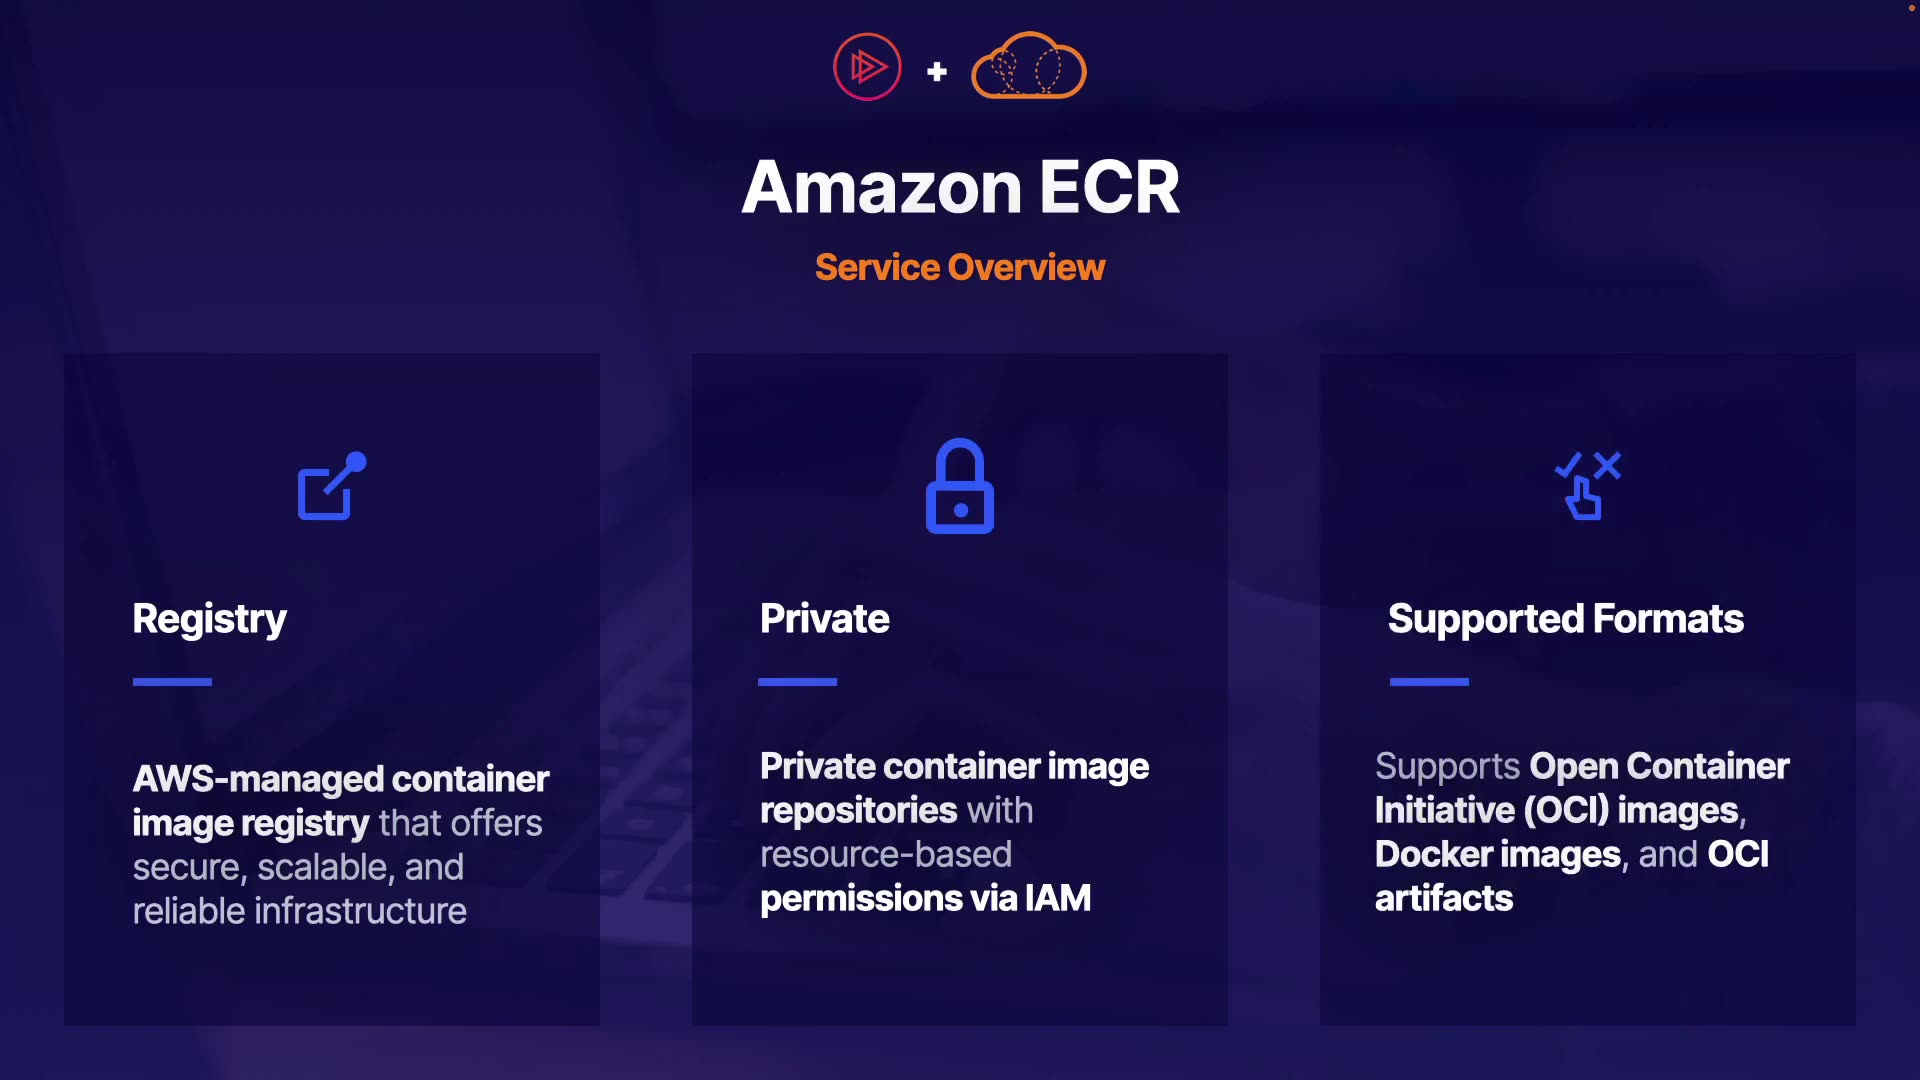 +
Amazon ECR
Service Overview
Registry
AWS-managed container
image registry that offers
secure, scalable, and
reliable infrastructure
Private
Private container image
repositories with
resource-based
permissions via IAM
Supported Formats
Supports Open Container
Initiative (OCI) images,
Docker images, and OCI
artifacts